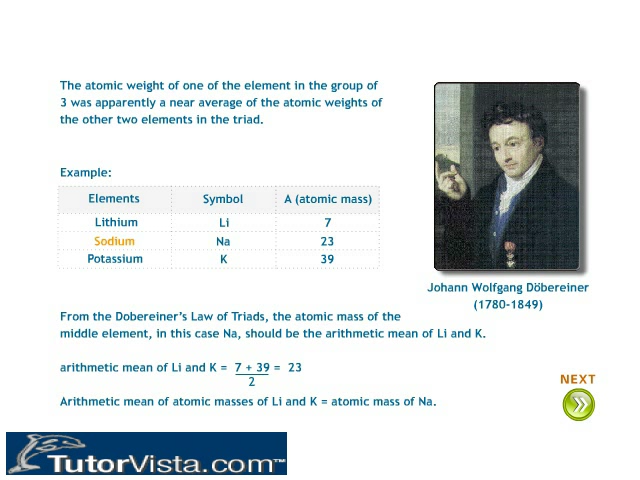 The atomic weight of one of the element in the group of
3 was apparently a near average of the atomic weights of
the other two elements in the triad.
Example:
Elements Symbol A (atomic mass)
Lithium Li 7
Sodium Na 23
Potassium K 39
Johann Wolfgang Döbereiner
(1780-1849)
From the Dobereiner's Law of Triads, the atomic mass of the
middle element, in this case Na, should be the arithmetic mean of Li and K.
arithmetic mean of Li and K = 7 + 39 = 23
2
Arithmetic mean of atomic masses of Li and K = atomic mass of Na.
NEXT
TutorVista.com™